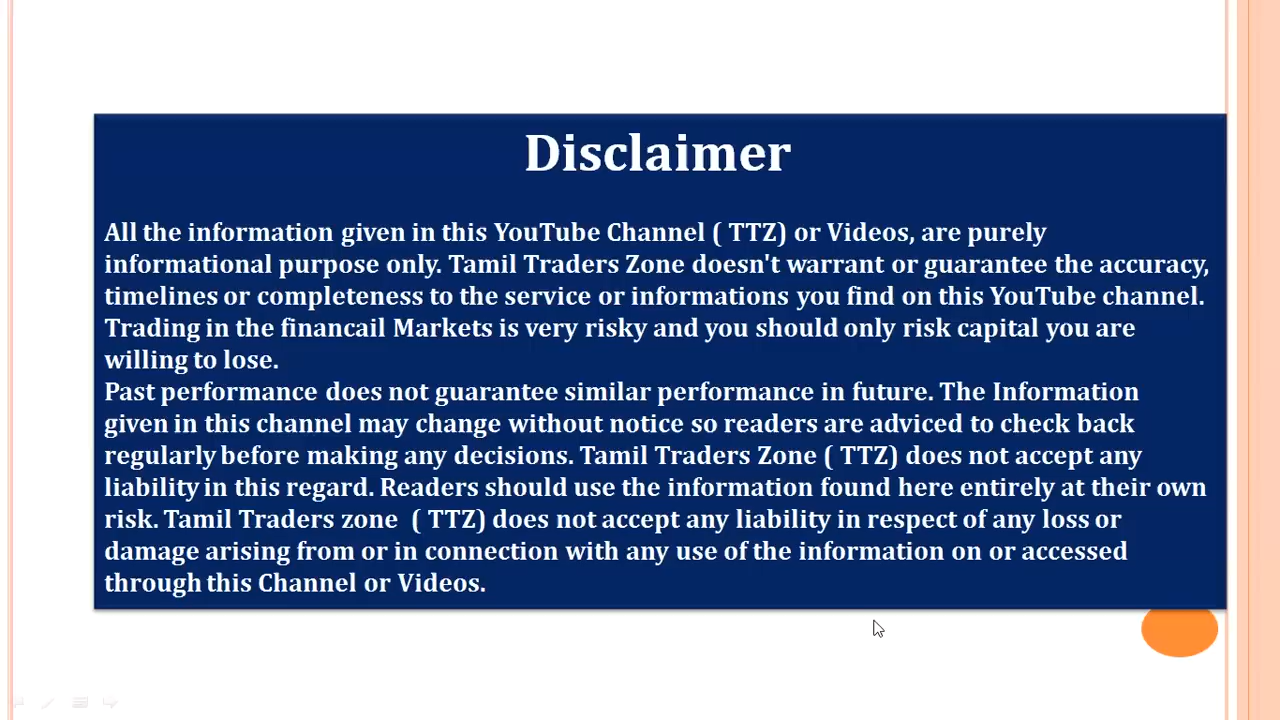 Disclaimer
All the information given in this YouTube Channel ( TTZ) or Videos, are purely
informational purpose only. Tamil Traders Zone doesn't warrant or guarantee the accuracy,
timelines or completeness to the service or informations you find on this YouTube channel.
Trading in the financail Markets is very risky and you should only risk capital you are
willing to lose.
Past performance does not guarantee similar performance in future. The Information
given in this channel may change without notice so readers are adviced to check back
regularly before making any decisions. Tamil Traders Zone ( TTZ) does not accept any
liability in this regard. Readers should use the information found here entirely at their own
risk. Tamil Traders zone  ( TTZ) does not accept any liability in respect of any loss or
damage arising from or in connection with any use of the information on or accessed
through this Channel or Videos.